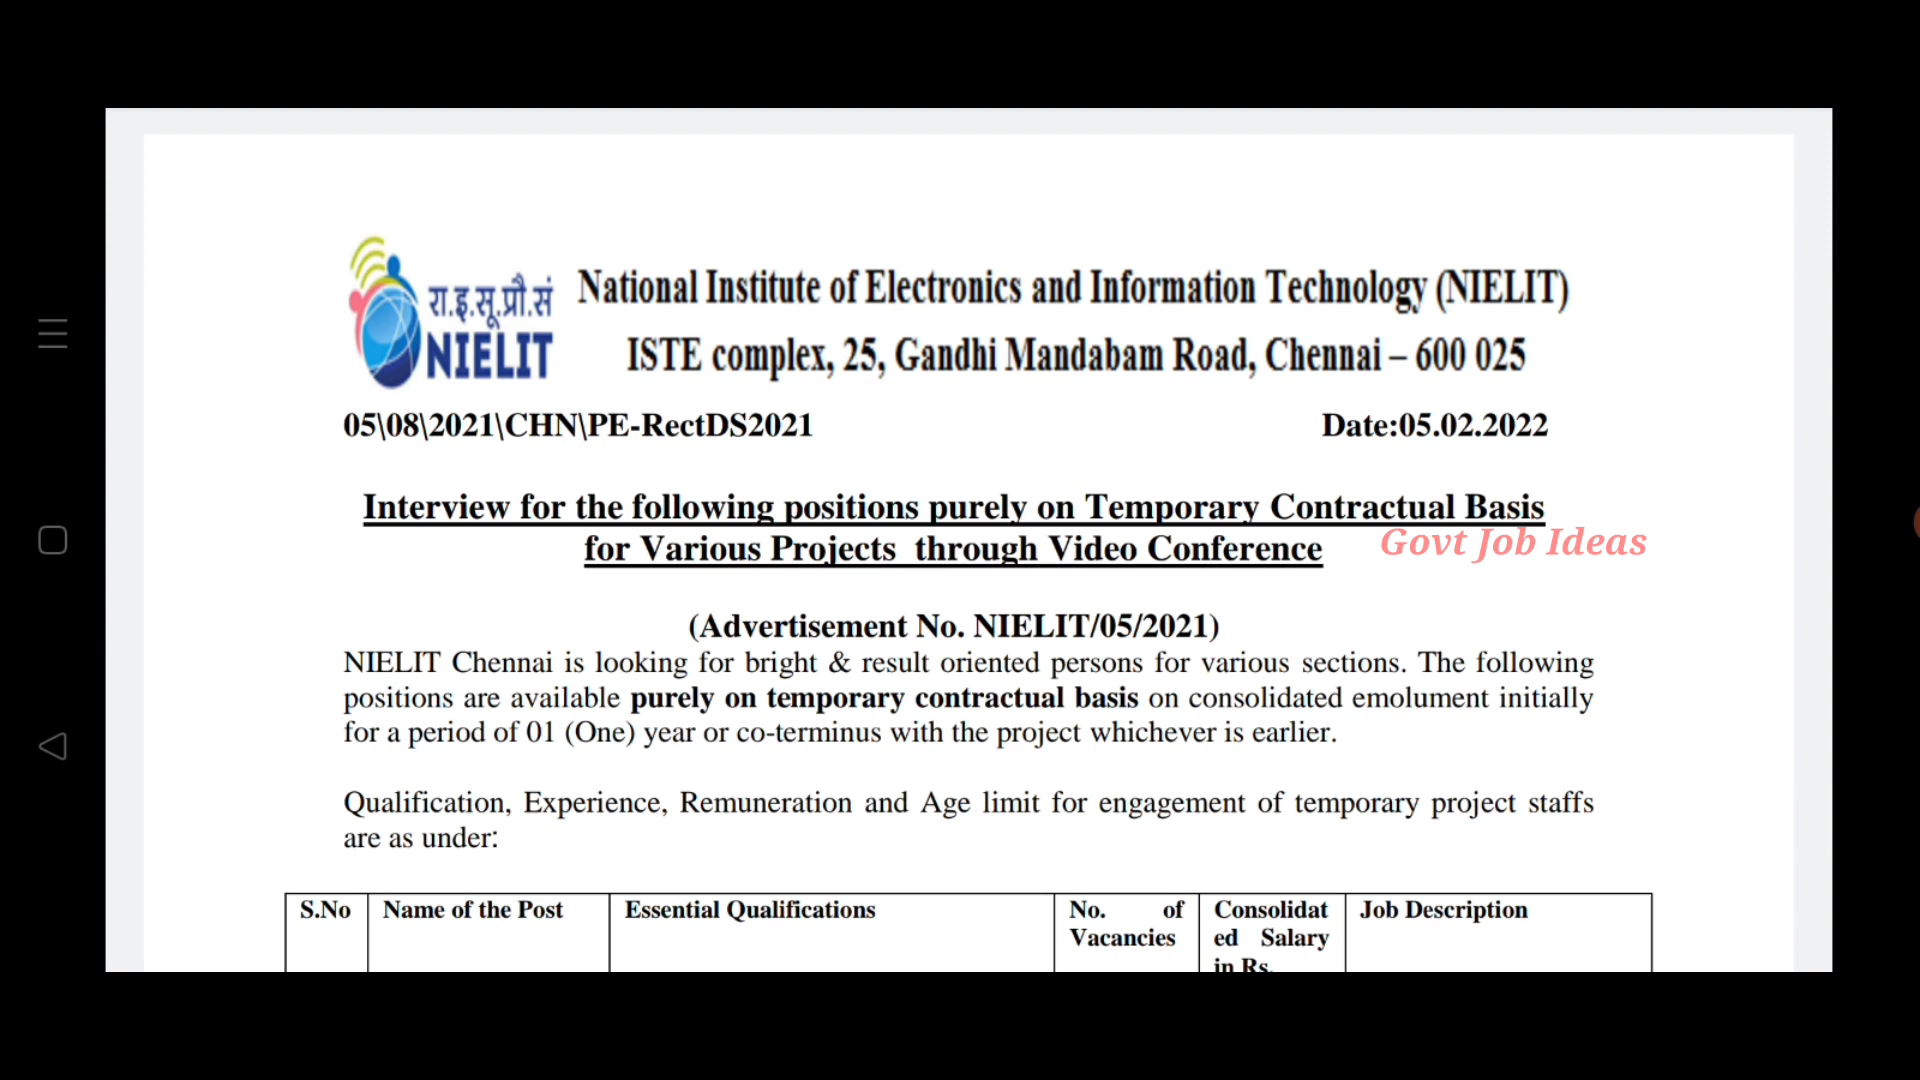 रा.इ.सू.प्रौ.सं
NIELIT
National Institute of Electronics and Information Technology (NIELIT)
ISTE complex, 25, Gandhi Mandabam Road, Chennai – 600 025
05\08\2021\CHN\PE-RectDS2021 Date:05.02.2022
Interview for the following positions purely on Temporary Contractual Basis
for Various Projects through Video Conference
Govt Job Ideas
(Advertisement No. NIELIT/05/2021)
NIELIT Chennai is looking for bright & result oriented persons for various sections. The following
positions are available purely on temporary contractual basis on consolidated emolument initially
for a period of 01 (One) year or co-terminus with the project whichever is earlier.
Qualification, Experience, Remuneration and Age limit for engagement of temporary project staffs
are as under:
S.No Name of the Post Essential Qualifications No. of Consolidat Job Description
Vacancies ed Salary
in Rs.